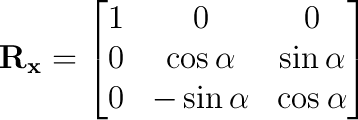 R_x = [ 1 0 0
0 cos α sin α
0 − sin α cos α ]